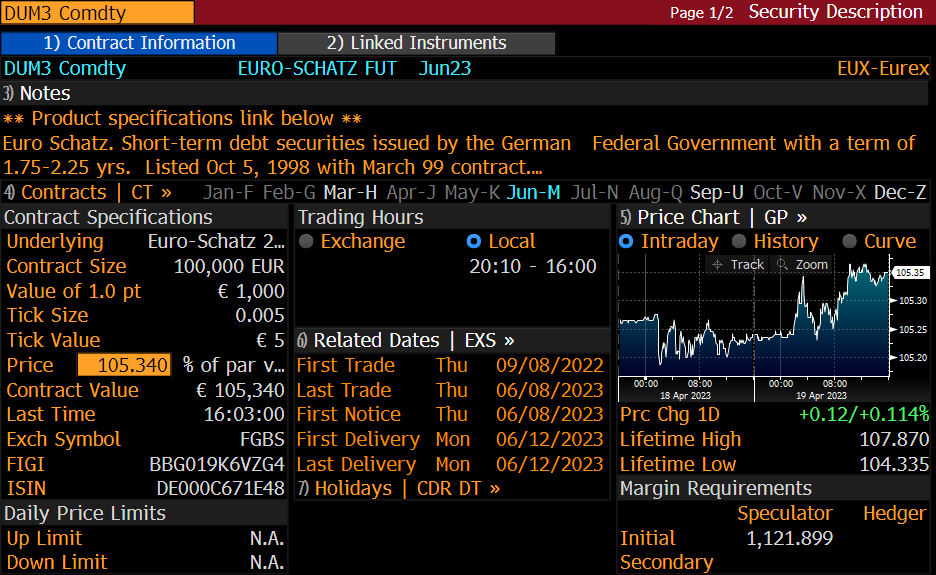 DUM3 Comdty Page 1/2 Security Description
1) Contract Information 2) Linked Instruments
DUM3 Comdty EURO-SCHATZ FUT Jun23 EUX-Eurex
3) Notes
** Product specifications link below **
Euro Schatz. Short-term debt securities issued by the German Federal Government with a term of
1.75-2.25 yrs. Listed Oct 5, 1998 with March 99 contract....
4) Contracts | CT » Jan-F Feb-G Mar-H Apr-J May-K Jun-M Jul-N Aug-Q Sep-U Oct-V Nov-X Dec-Z
Contract Specifications
Underlying Euro-Schatz 2...
Contract Size 100,000 EUR
Value of 1.0 pt € 1,000
Tick Size 0.005
Tick Value € 5
Price 105.340 % of par v...
Contract Value € 105,340
Last Time 16:03:00
Exch Symbol FGBS
FIGI BBG019K6VZG4
ISIN DE000C671E48
Daily Price Limits
Up Limit N.A.
Down Limit N.A.
Trading Hours
Exchange Local
20:10 - 16:00
6) Related Dates | EXS »
First Trade Thu 09/08/2022
Last Trade Thu 06/08/2023
First Notice Thu 06/08/2023
First Delivery Mon 06/12/2023
Last Delivery Mon 06/12/2023
7) Holidays | CDR DT »
5) Price Chart | GP »
Intraday History Curve
Track Zoom
105.35
105.30
105.25
105.20
00:00 08:00 00:00 08:00
18 Apr 2023 19 Apr 2023
Prc Chg 1D +0.12/+0.114%
Lifetime High 107.870
Lifetime Low 104.335
Margin Requirements
Speculator Hedger
Initial 1,121.899
Secondary